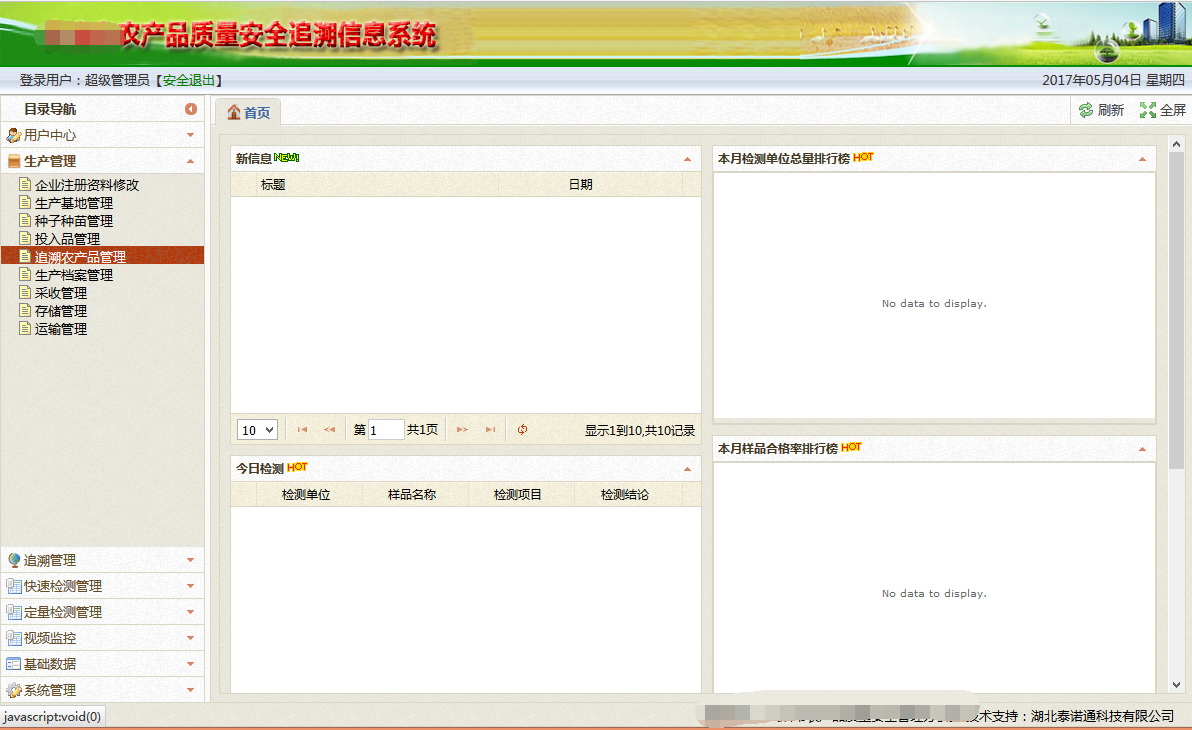 农产品质量安全追溯信息系统
登录用户：超级管理员【安全退出】
2017年05月04日 星期四
目录导航
首页
刷新
全屏
用户中心
生产管理
企业注册资料修改
生产基地管理
种子种苗管理
投入品管理
追溯农产品管理
生产档案管理
采收管理
存储管理
运输管理
追溯管理
快速检测管理
定量检测管理
视频监控
基础数据
系统管理
新信息 NEW!
标题 日期
10 第 1 共1页 显示1到10,共10记录
今日检测 HOT
检测单位 样品名称 检测项目 检测结论
本月检测单位总量排行榜 HOT
No data to display.
本月样品合格率排行榜 HOT
No data to display.
javascript:void(0)
技术支持：湖北泰诺通科技有限公司